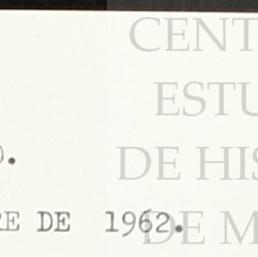 CENT
ESTU
DE HIS
).
RE DE 1962.
DE M